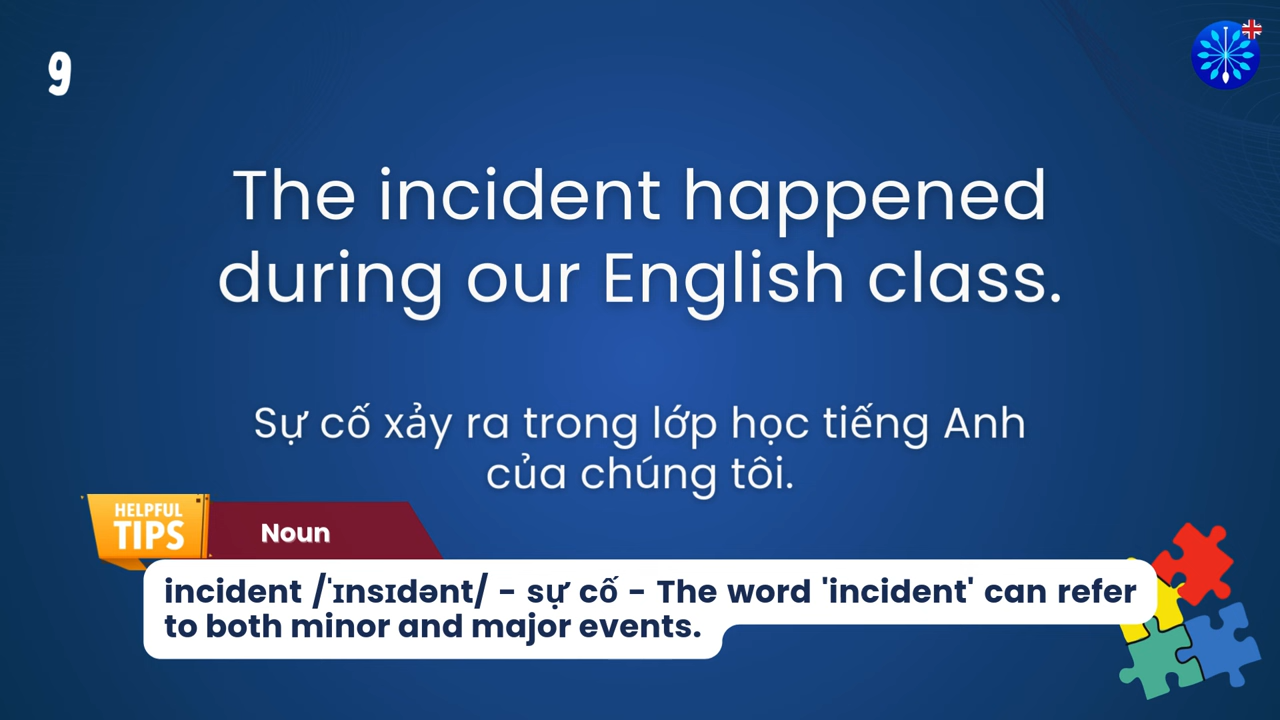 9
The incident happened
during our English class.
Sự cố xảy ra trong lớp học tiếng Anh
của chúng tôi.
HELPFUL
TIPS
Noun
incident /ˈɪnsɪdənt/ - sự cố - The word 'incident' can refer
to both minor and major events.